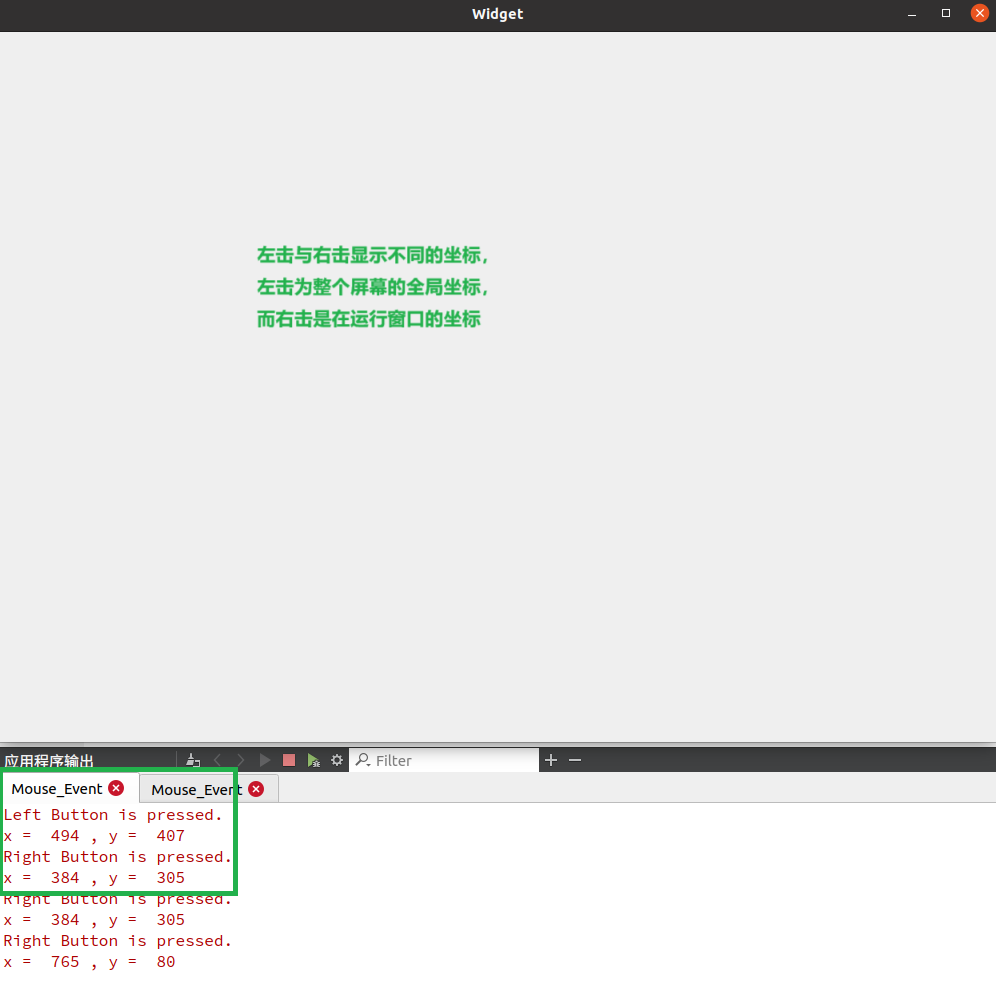 Widget
左击与右击显示不同的坐标，
左击为整个屏幕的全局坐标，
而右击是在运行窗口的坐标
应用程序输出
Filter
Mouse_Event
Mouse_Event
Left Button is pressed.
x =  494 , y =  407
Right Button is pressed.
x =  384 , y =  305
Right Button is pressed.
x =  384 , y =  305
Right Button is pressed.
x =  765 , y =  80